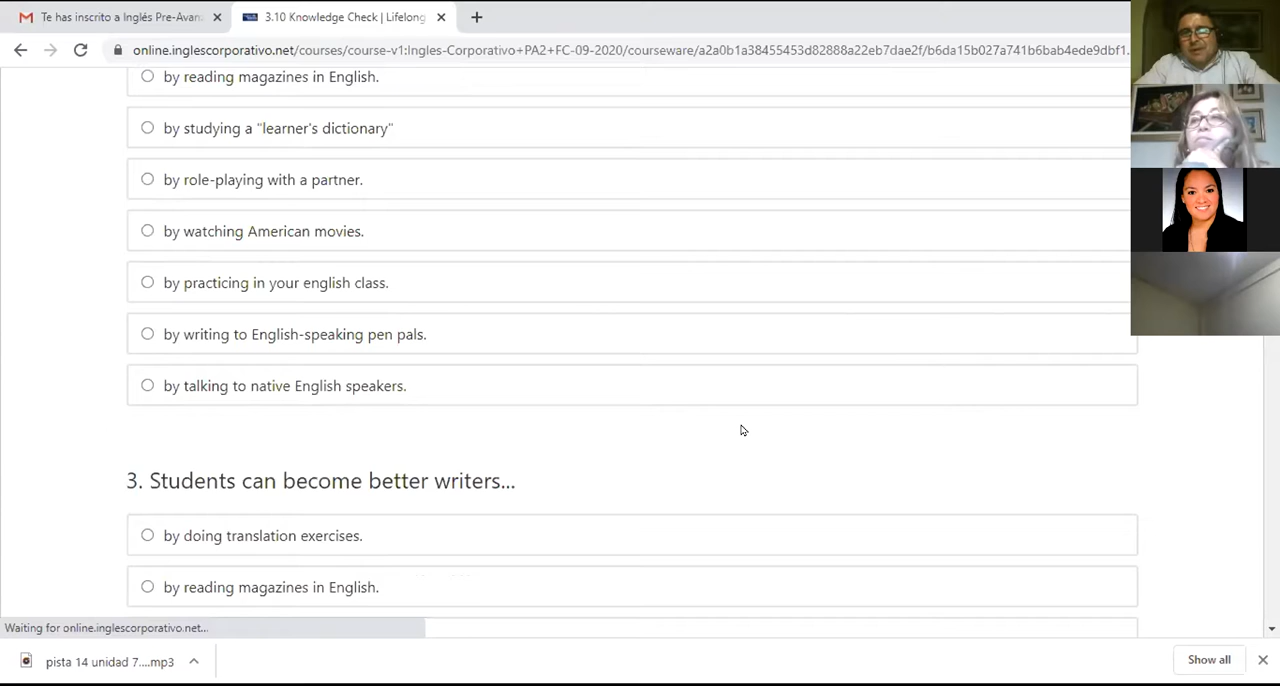 Te has inscrito a Inglés Pre-Avan
3.10 Knowledge Check | Lifelong
online.inglescorporativo.net/courses/course-v1:Ingles-Corporativo+PA2+FC-09-2020/courseware/a2a0b1a38455453d82888a22eb7dae2f/b6da15b027a741b6bab4ede9dbf1...
by reading magazines in English.
by studying a "learner's dictionary"
by role-playing with a partner.
by watching American movies.
by practicing in your english class.
by writing to English-speaking pen pals.
by talking to native English speakers.
3. Students can become better writers...
by doing translation exercises.
by reading magazines in English.
Waiting for online.inglescorporativo.net...
pista 14 unidad 7....mp3
Show all